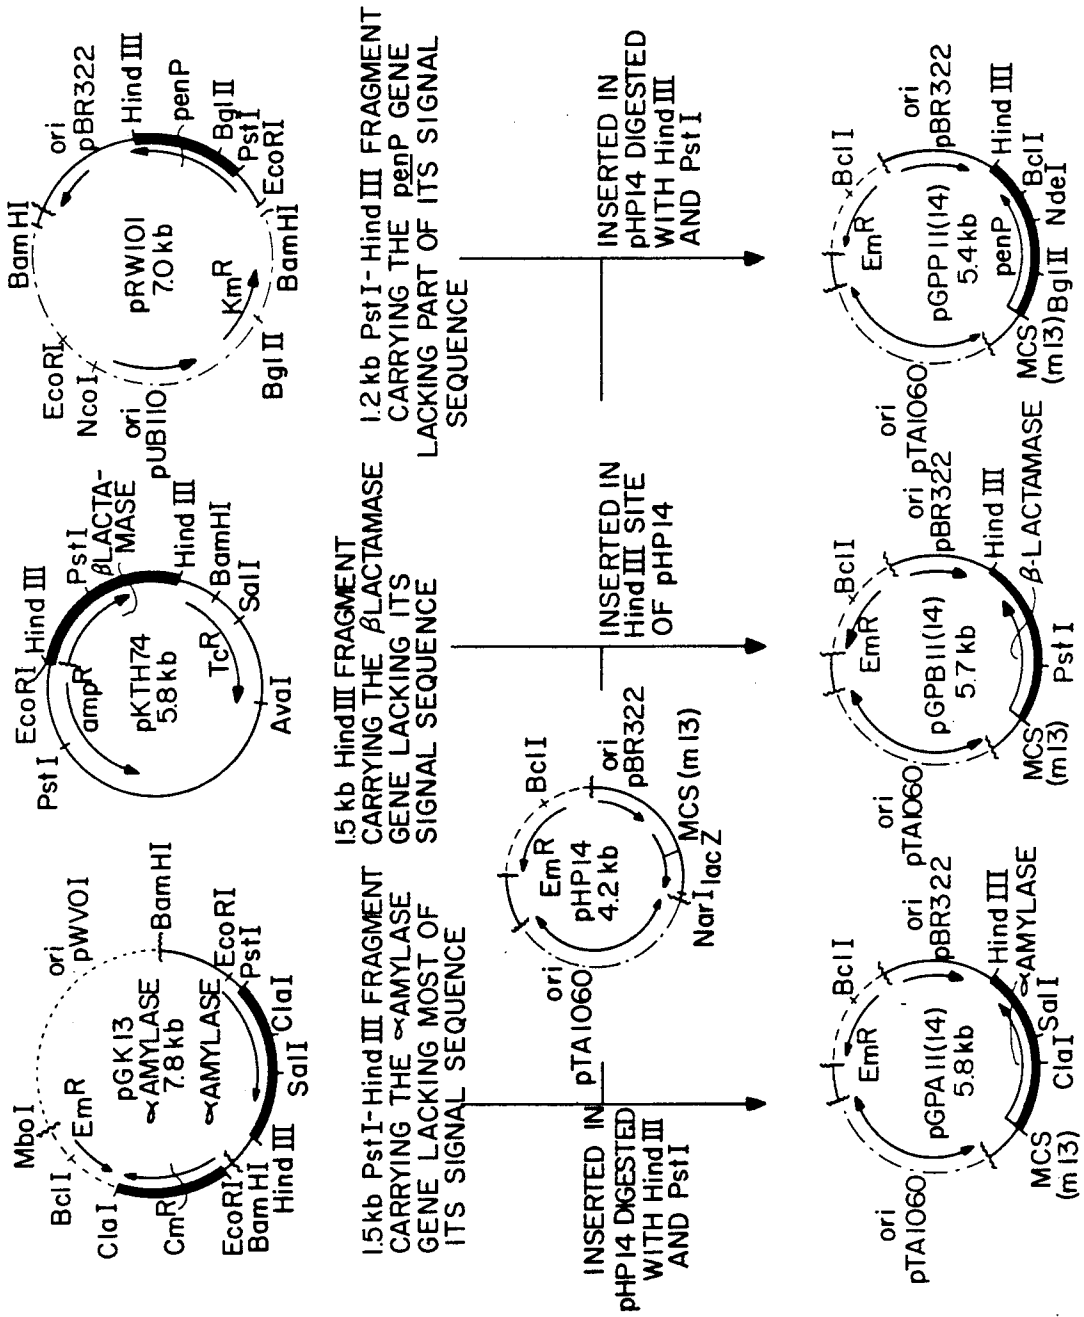 MboI
EmR
BclI
ClaI
CmR
EcoRI
BamHI
Hind III
ori
pWVOI
pGK13
∝AMYLASE
7.8 kb
∝AMYLASE
BamHI
EcoRI
PstI
ClaI
SalI
EcoRI
Hind III
PstI
PstI
βLACTA-
MASE
ampR
pKTH74
5.8 kb
TcR
Hind III
BamHI
SalI
AvaI
BamHI
ori
pBR322
Hind III
penP
BglII
PstI
EcoRI
BamHI
pRW101
7.0 kb
KmR
EcoRI
NcoI
ori
pUB110
BglII
1.5 kb PstI-Hind III FRAGMENT
CARRYING THE ∝AMYLASE
GENE LACKING MOST OF
ITS SIGNAL SEQUENCE
1.5 kb Hind III FRAGMENT
CARRYING THE βLACTAMASE
GENE LACKING ITS
SIGNAL SEQUENCE
1.2 kb PstI-Hind III FRAGMENT
CARRYING THE penP GENE
LACKING PART OF ITS SIGNAL
SEQUENCE
BclI
EmR
pHP14
4.2 kb
ori
pBR322
MCS (m13)
lacZ
NarI
ori
pTA1060
INSERTED IN
pHP14 DIGESTED
WITH Hind III
AND PstI
INSERTED IN
Hind III SITE
OF pHP14
INSERTED IN
pHP14 DIGESTED
WITH Hind III
AND PstI
BclI
EmR
pGPA11(14)
5.8 kb
ori
pBR322
Hind III
∝AMYLASE
SalI
ClaI
MCS
(m13)
ori
pTA1060
BclI
EmR
pGPB11(14)
5.7 kb
ori
pBR322
Hind III
β-LACTAMASE
PstI
MCS
(m13)
ori
pTA1060
BclI
EmR
pGPP11(14)
5.4 kb
ori
pBR322
Hind III
BclI
NdeI
penP
BglII
MCS
(m13)
ori
pTA1060